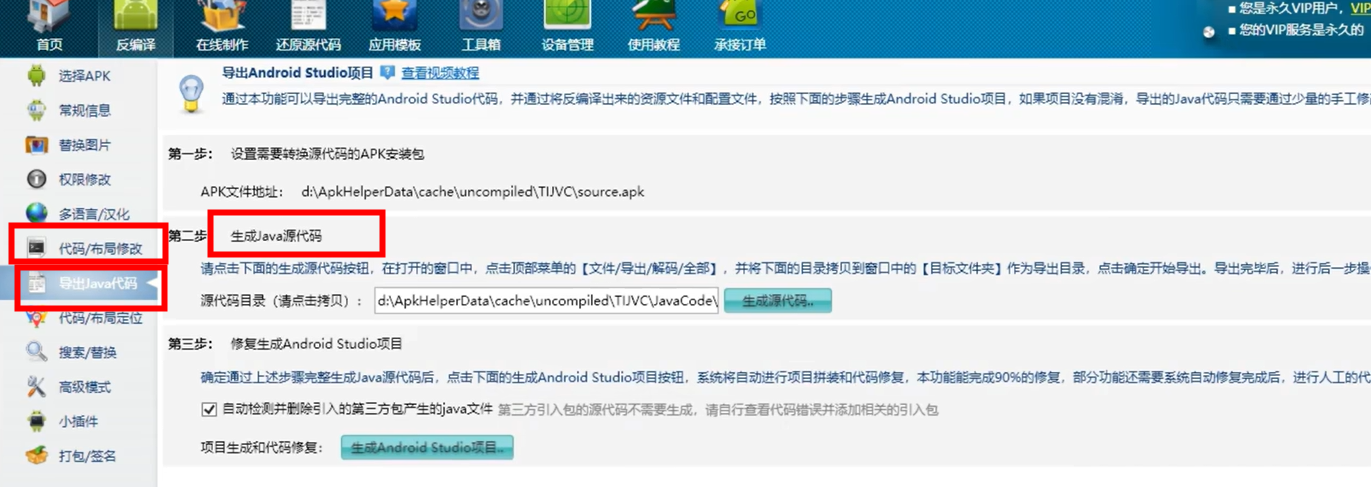 您是永久VIP用户，VIP
您的VIP服务是永久的
首页 反编译 在线制作 还原源代码 应用模板 工具箱 设备管理 使用教程 承接订单
选择APK
常规信息
替换图片
权限修改
多语言/汉化
代码/布局修改
导出Java代码
代码/布局定位
搜索/替换
高级模式
小插件
打包/签名
导出Android Studio项目 查看视频教程
通过本功能可以导出完整的Android Studio代码，并通过将反编译出来的资源文件和配置文件，按照下面的步骤生成Android Studio项目，如果项目没有混淆，导出的Java代码只需要通过少量的手工修
第一步： 设置需要转换源代码的APK安装包
APK文件地址： d:\ApkHelperData\cache\uncompiled\TIJVC\source.apk
第二步 生成Java源代码
请点击下面的生成源代码按钮，在打开的窗口中，点击顶部菜单的【文件/导出/解码/全部】，并将下面的目录拷贝到窗口中的【目标文件夹】作为导出目录，点击确定开始导出。导出完毕后，进行后一步操
源代码目录（请点击拷贝）： d:\ApkHelperData\cache\uncompiled\TIJVC\JavaCode\ 生成源代码..
第三步： 修复生成Android Studio项目
确定通过上述步骤完整生成Java源代码后，点击下面的生成Android Studio项目按钮，系统将自动进行项目拼装和代码修复，本功能能完成90%的修复，部分功能还需要系统自动修复完成后，进行人工的代
自动检测并删除引入的第三方包产生的java文件 第三方引入包的源代码不需要生成，请自行查看代码错误并添加相关的引入包
项目生成和代码修复： 生成Android Studio项目..